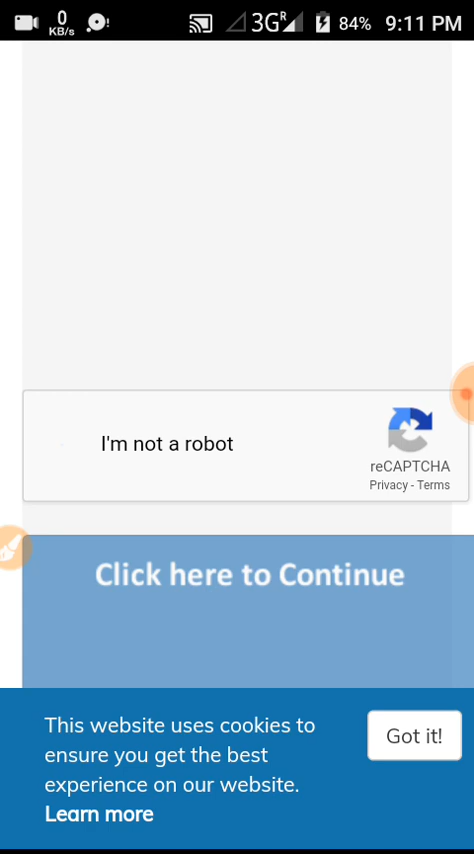 0
KB/s
3G R
84%
9:11 PM
I'm not a robot
reCAPTCHA
Privacy - Terms
Click here to Continue
This website uses cookies to
ensure you get the best
experience on our website.
Learn more
Got it!